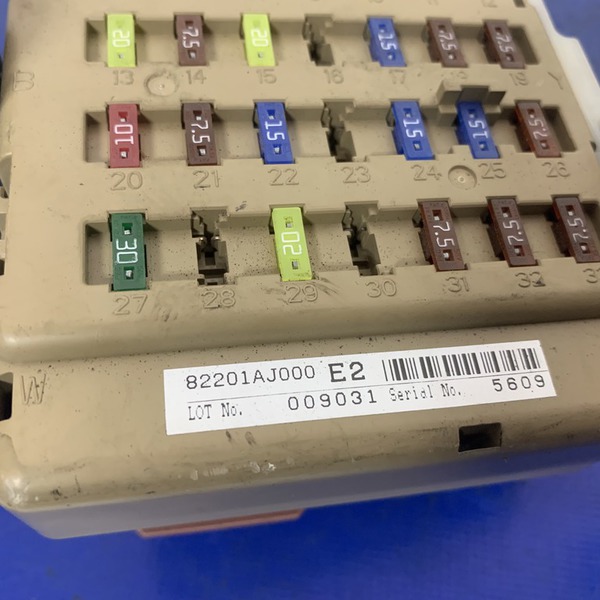 20 7.5 20 15 7.5 7.5
13 14 15 16 17 18 19
10 7.5 15 15 15 7.5
20 21 22 23 24 25 26
30 20 7.5 7.5 7.5
27 28 29 30 31 32
82201AJ000 E2
LOT No. 009031 Serial No. 5609
W